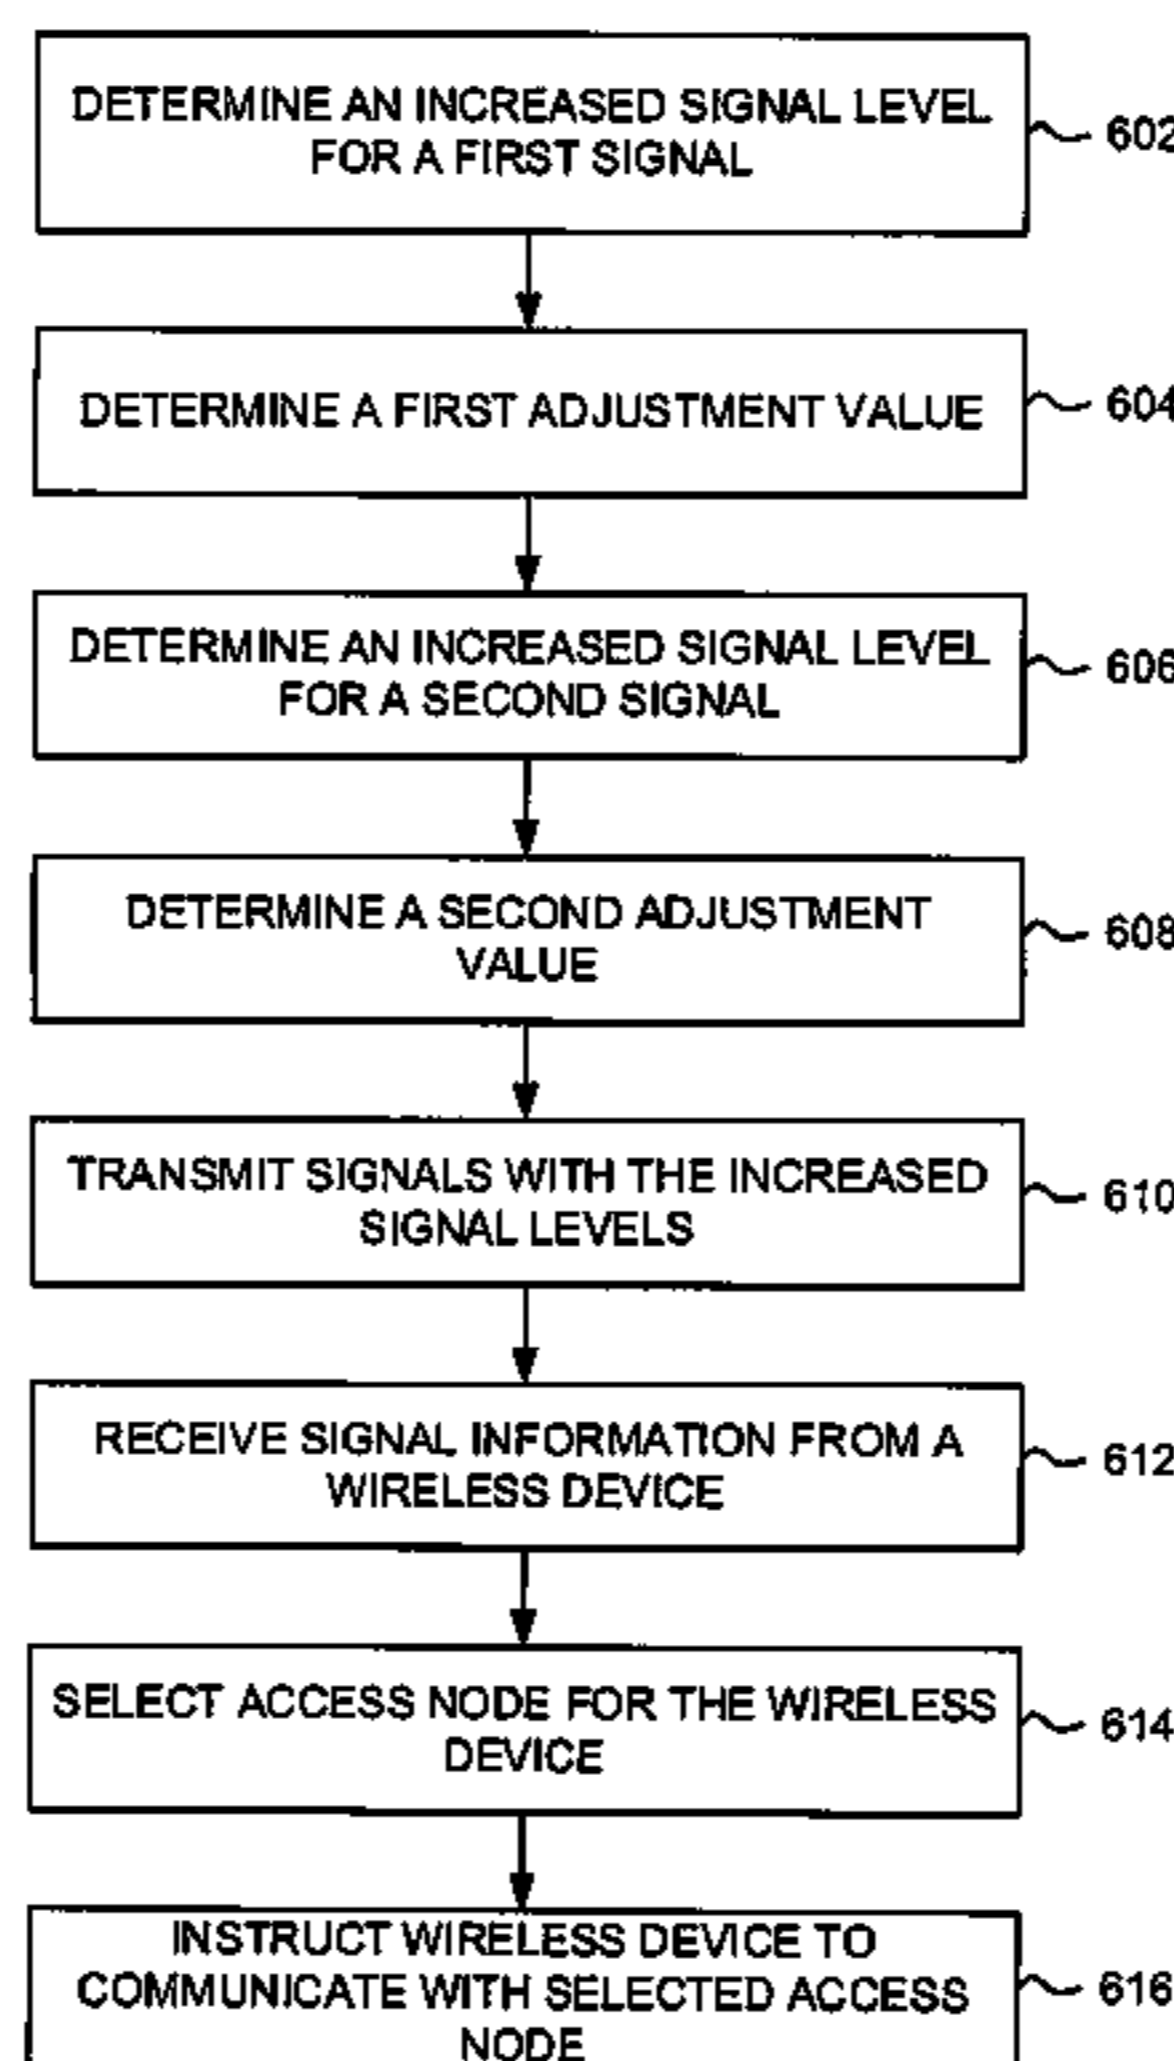 DETERMINE AN INCREASED SIGNAL LEVEL
FOR A FIRST SIGNAL
602
DETERMINE A FIRST ADJUSTMENT VALUE
604
DETERMINE AN INCREASED SIGNAL LEVEL
FOR A SECOND SIGNAL
606
DETERMINE A SECOND ADJUSTMENT
VALUE
608
TRANSMIT SIGNALS WITH THE INCREASED
SIGNAL LEVELS
610
RECEIVE SIGNAL INFORMATION FROM A
WIRELESS DEVICE
612
SELECT ACCESS NODE FOR THE WIRELESS
DEVICE
614
INSTRUCT WIRELESS DEVICE TO
COMMUNICATE WITH SELECTED ACCESS
NODE
616